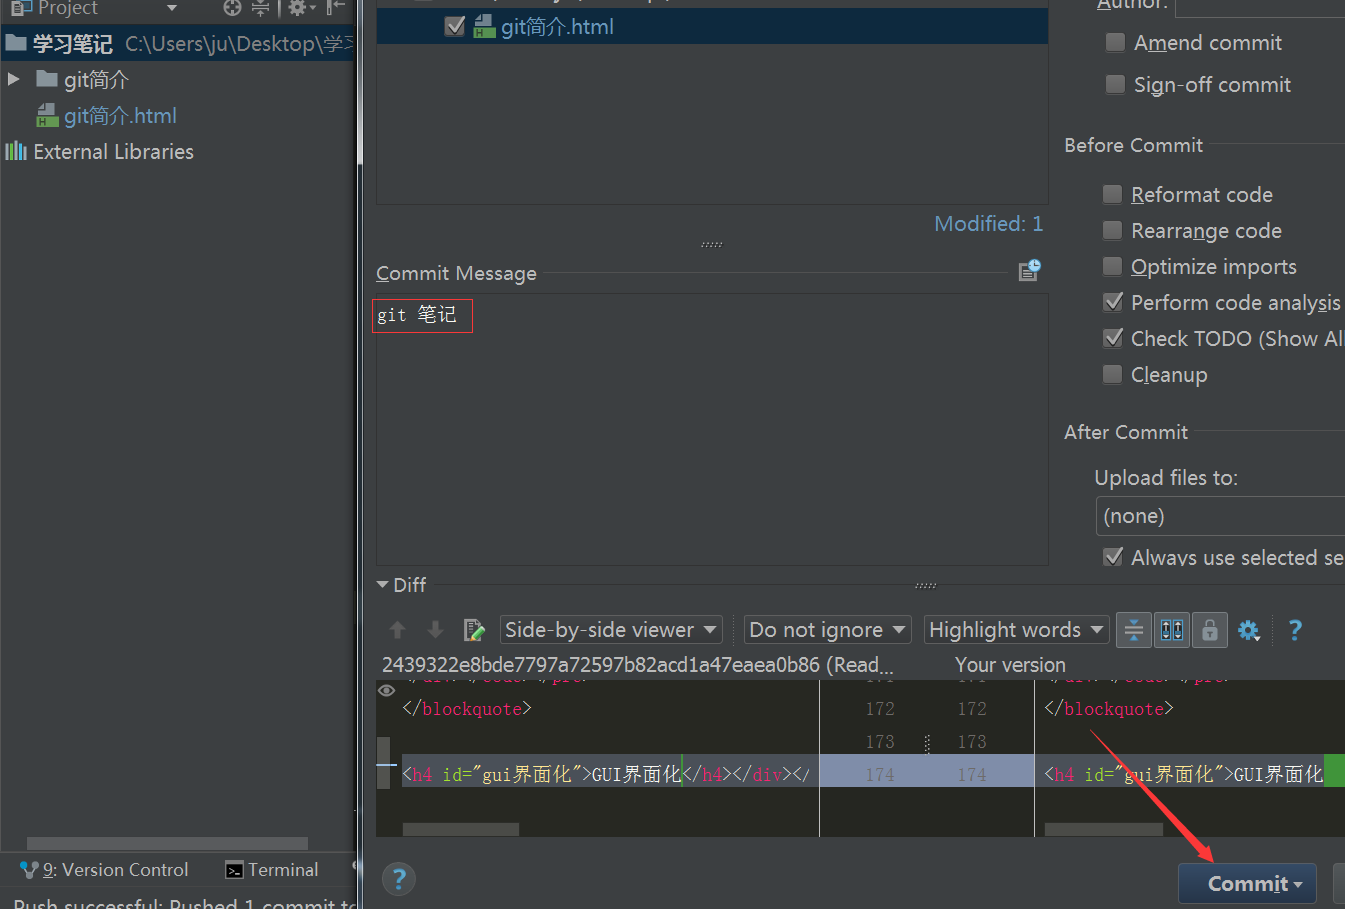 Project
学习笔记 C:\Users\ju\Desktop\学习
git简介
git简介.html
External Libraries
git简介.html
Modified: 1
Commit Message
git 笔记
Author:
Amend commit
Sign-off commit
Before Commit
Reformat code
Rearrange code
Optimize imports
Perform code analysis
Check TODO (Show All
Cleanup
After Commit
Upload files to:
(none)
Always use selected se
Diff
Side-by-side viewer
Do not ignore
Highlight words
?
2439322e8bde7797a72597b82acd1a47eaea0b86 (Read...
Your version
</blockquote> 172 172 </blockquote>
173 173
<h4 id="gui界面化">GUI界面化</h4></div></ 174 174 <h4 id="gui界面化">GUI界面化
9: Version Control
Terminal
?
Commit
Push successful: Pushed 1 commit to